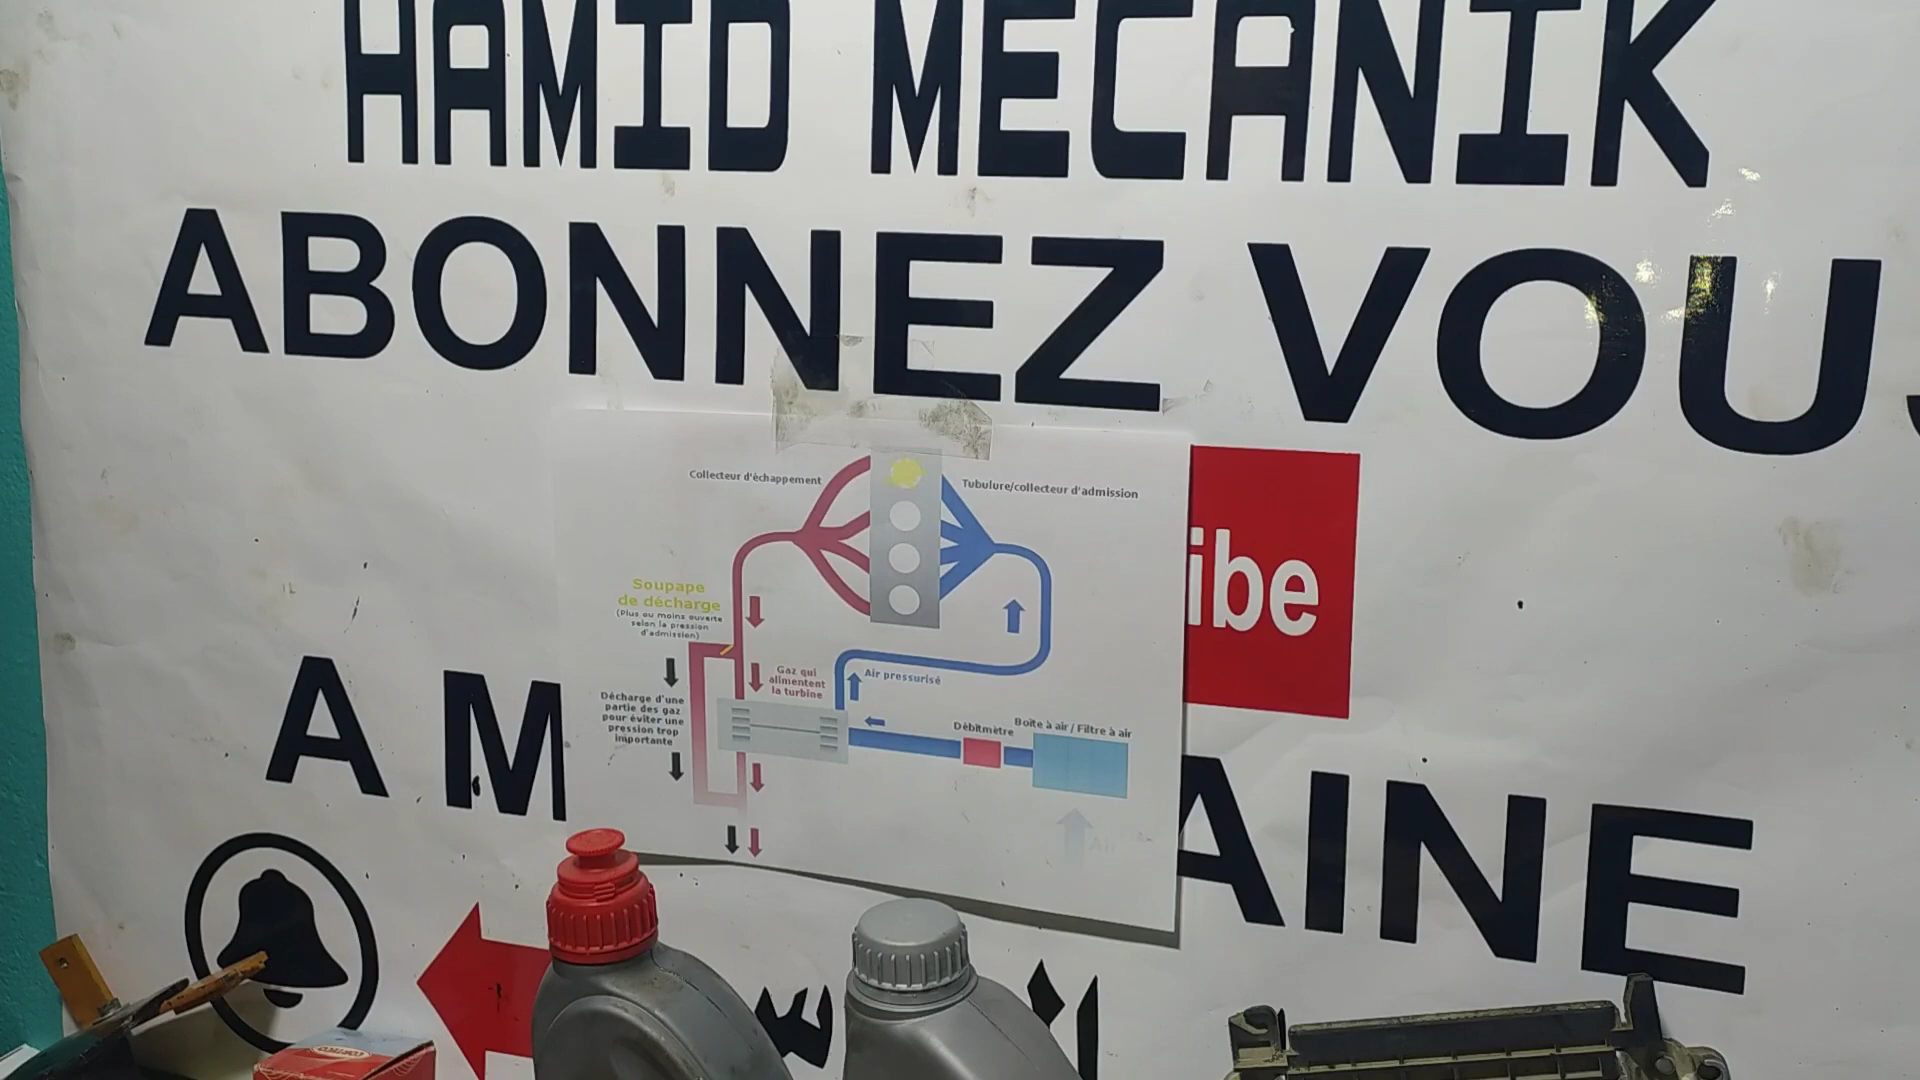 HAMID MECANIK
ABONNEZ VOUS
Collecteur d'échappement
Tubulure/collecteur d'admission
ibe
Soupape
de décharge
(Plus ou moins ouverte
selon la pression
d'admission)
Gaz qui
alimentent
la turbine
Air pressurisé
Décharge d'une
partie des gaz
pour éviter une
pression trop
importante
Débitmètre
Boîte à air / Filtre à air
A M
AINE
Air